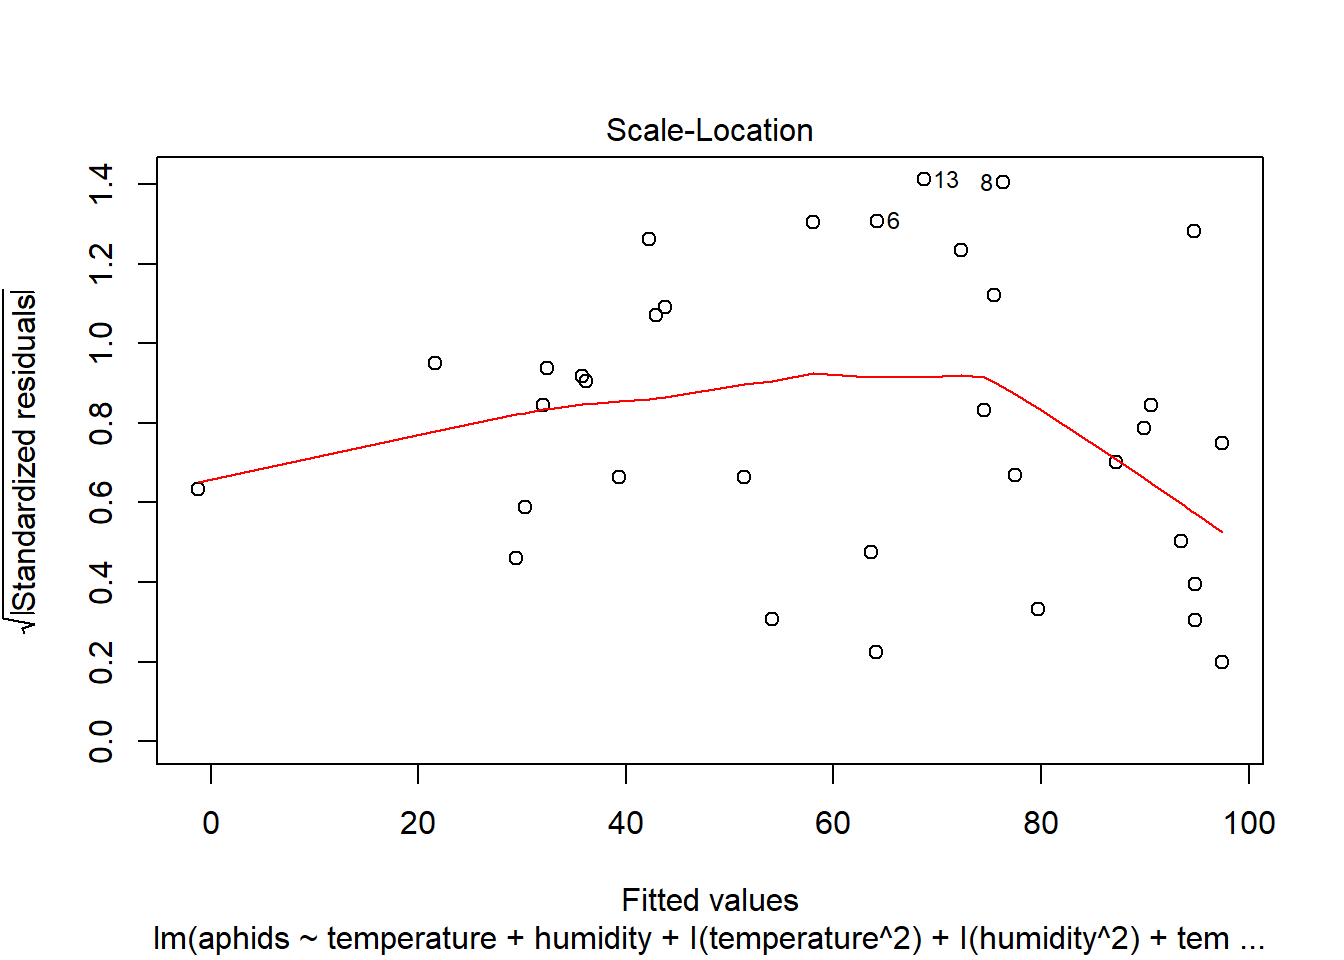 Scale-Location
√|Standardized residuals|
1.4
1.2
1.0
0.8
0.6
0.4
0.2
0.0
13
8
6
0 20 40 60 80 100
Fitted values
lm(aphids ~ temperature + humidity + I(temperature^2) + I(humidity^2) + tem ...